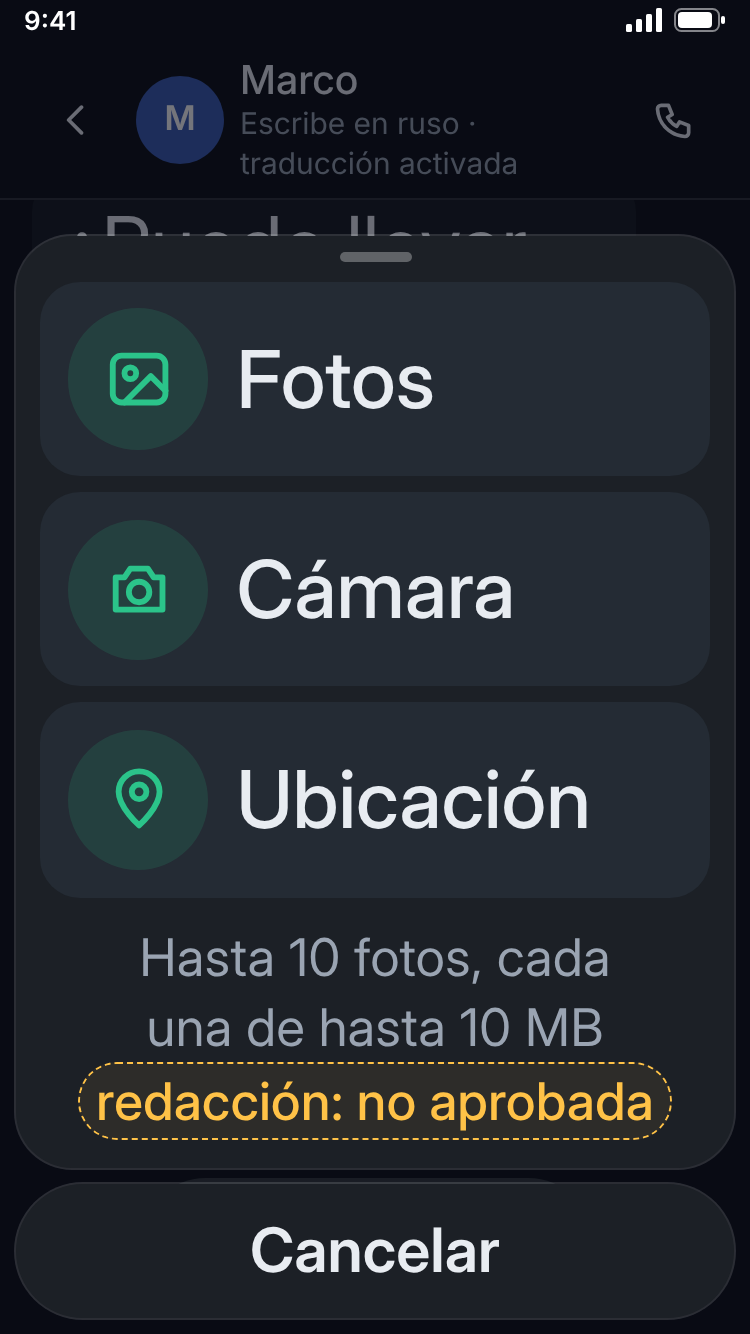 9:41
M
Marco
Escribe en ruso ·
traducción activada
Fotos
Cámara
Ubicación
Hasta 10 fotos, cada
una de hasta 10 MB
redacción: no aprobada
Cancelar